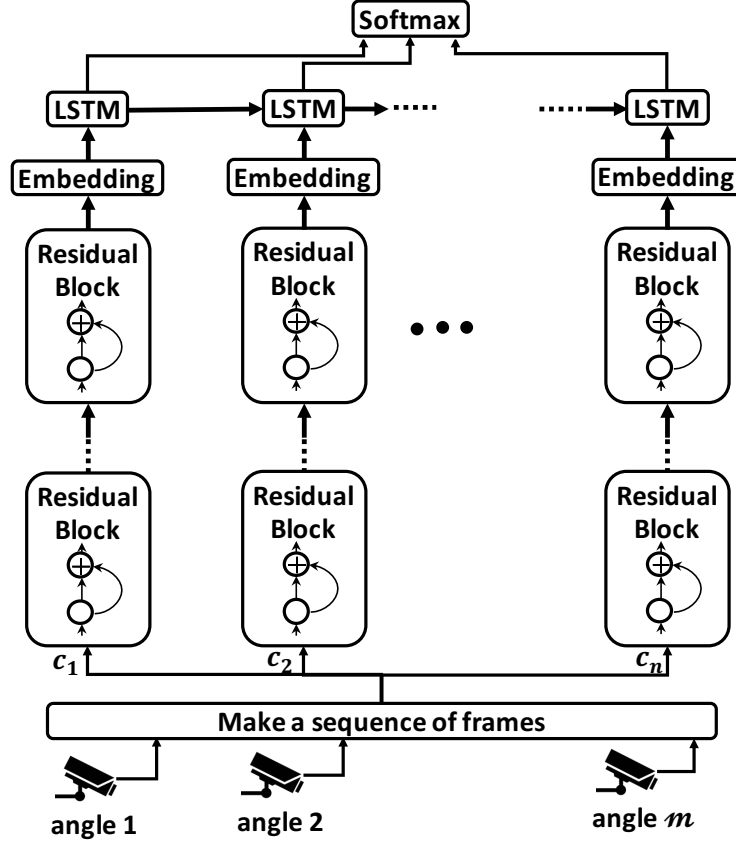 Softmax
LSTM LSTM LSTM
Embedding Embedding Embedding
Residual Residual Residual
Block Block Block
Residual Residual Residual
Block Block Block
c₁ c₂ cₙ
Make a sequence of frames
angle 1 angle 2 angle m